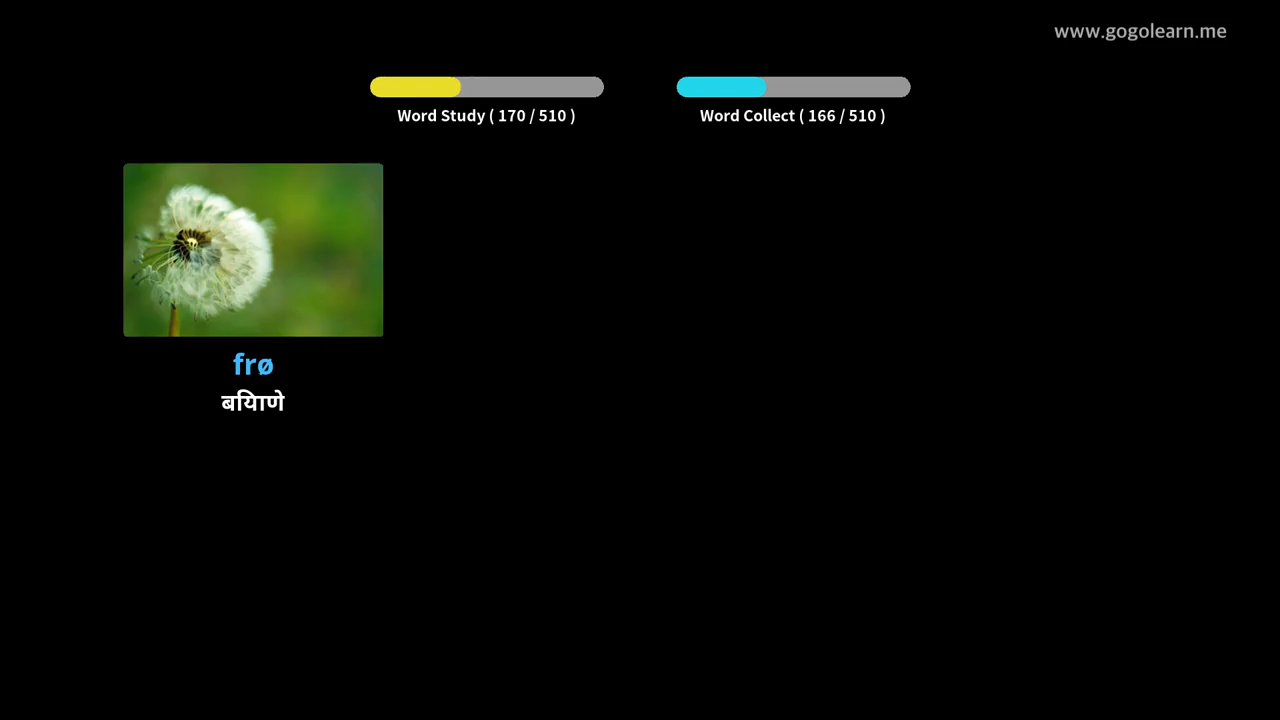 www.gogolearn.me
Word Study ( 170 / 510 )
Word Collect ( 166 / 510 )
frø
बियाणे